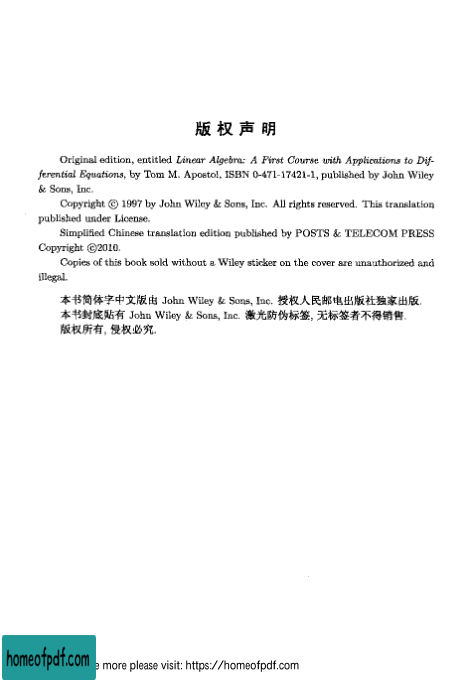 版权声明
Original edition, entitled Linear Algebra: A First Course with Applications to Dif-
ferential Equations, by Tom M. Apostol, ISBN 0-471-17421-1, published by John Wiley
& Sons, Inc.
Copyright © 1997 by John Wiley & Sons, Inc. All rights reserved. This translation
published under License.
Simplified Chinese translation edition published by POSTS & TELECOM PRESS
Copyright ©2010.
Copies of this book sold without a Wiley sticker on the cover are unauthorized and
illegal.
本书简体字中文版由 John Wiley & Sons, Inc. 授权人民邮电出版社独家出版.
本书封底贴有 John Wiley & Sons, Inc. 激光防伪标签, 无标签者不得销售.
版权所有, 侵权必究.
homeofpdf.com
more please visit: https://homeofpdf.com